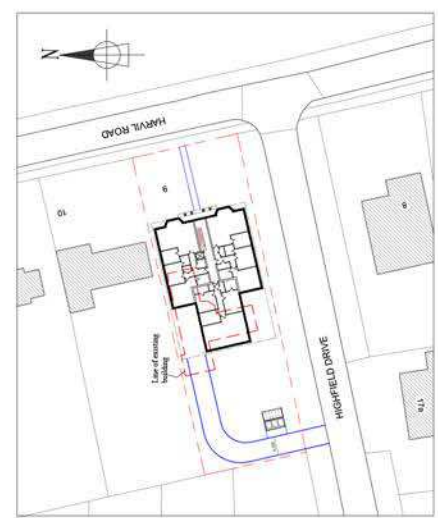 N
HARVIL ROAD
10
9
Line of existing
building
8
HIGHFIELD DRIVE
17a